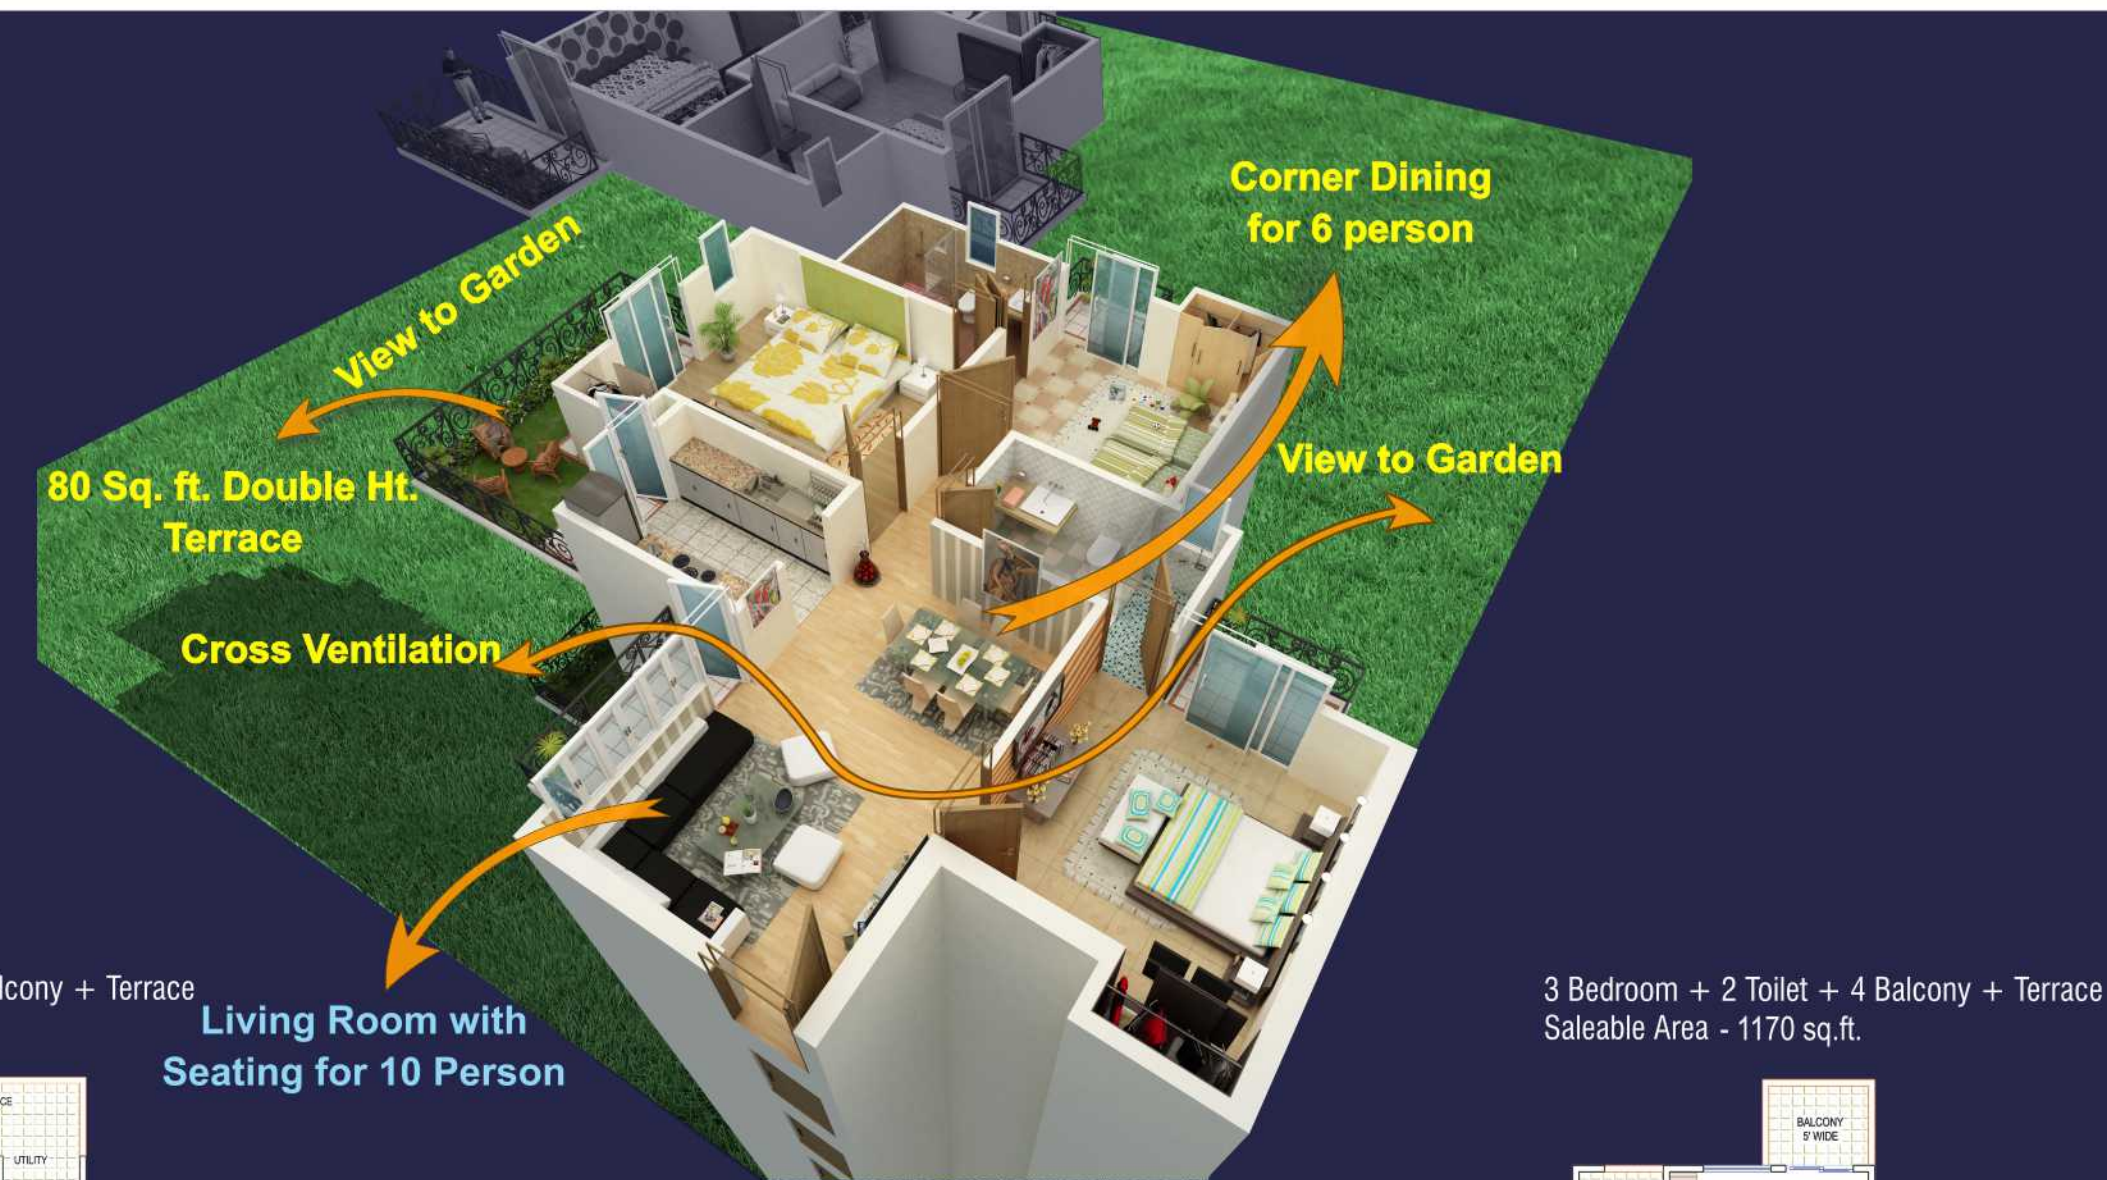 Corner Dining
for 6 person
View to Garden
View to Garden
80 Sq. ft. Double Ht.
Terrace
Cross Ventilation
+ Terrace
Living Room with
Seating for 10 Person
3 Bedroom + 2 Toilet + 4 Balcony + Terrace
Saleable Area - 1170 sq.ft.
UTILITY
BALCONY
5' WIDE